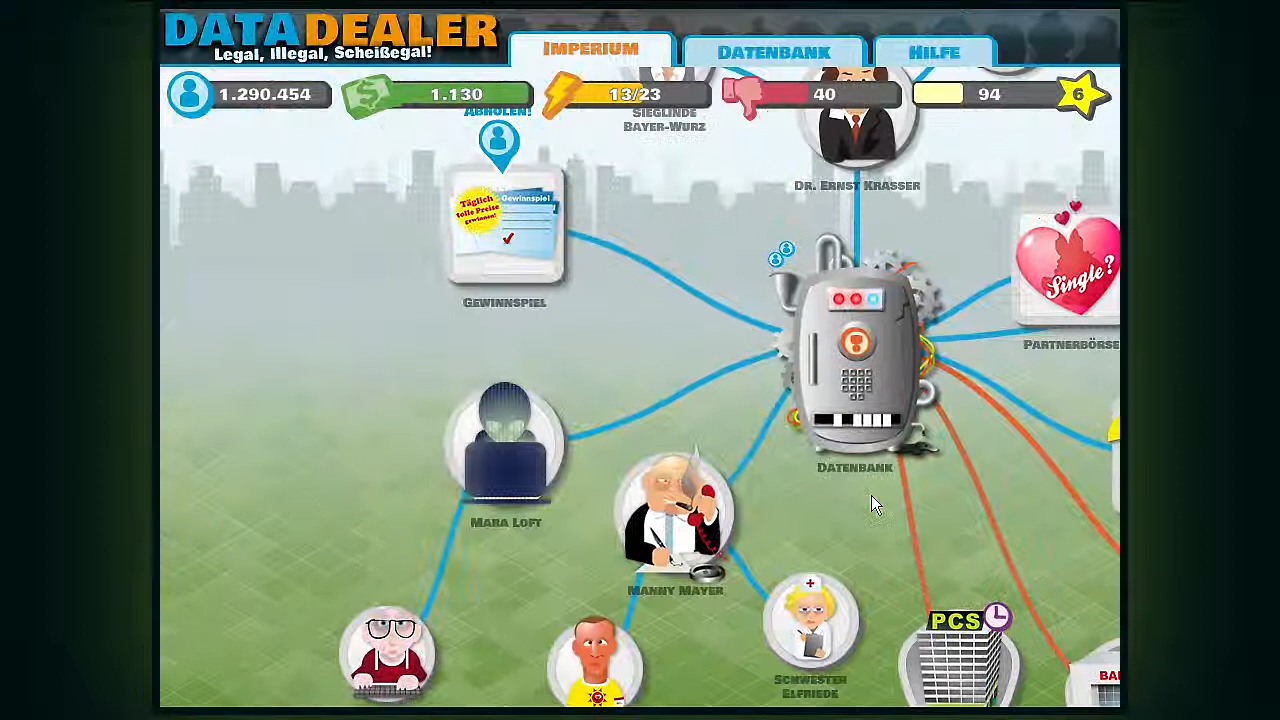 DATADEALER
Legal, Illegal, Scheißegal!
IMPERIUM
DATENBANK
HILFE
1.290.454
1.130
13/23
40
94
6
ABHOLEN!
SIEGLINDE
BAYER-WURZ
DR. ERNST KRASSER
Täglich
tolle Preise
gewinnen!
Gewinnspiel
GEWINNSPIEL
Single?
PARTNERBÖRSE
DATENBANK
MARA LOFT
MANNY MAYER
PCS
SCHWESTER
ELFRIEDE
BA